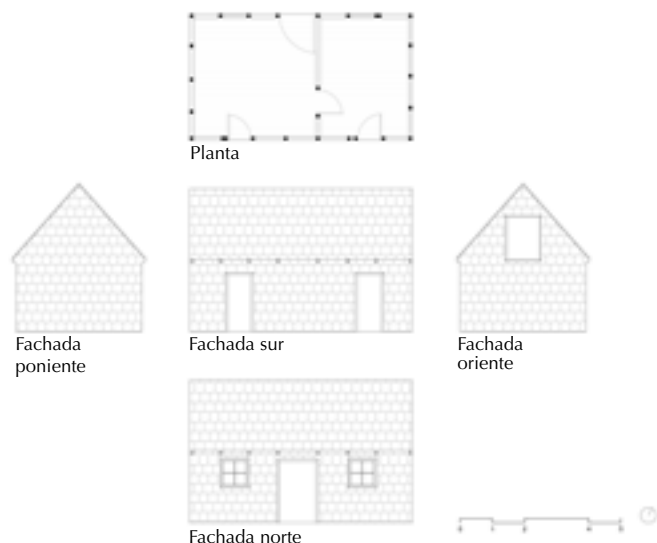 Planta
Fachada
poniente
Fachada sur
Fachada
oriente
Fachada norte